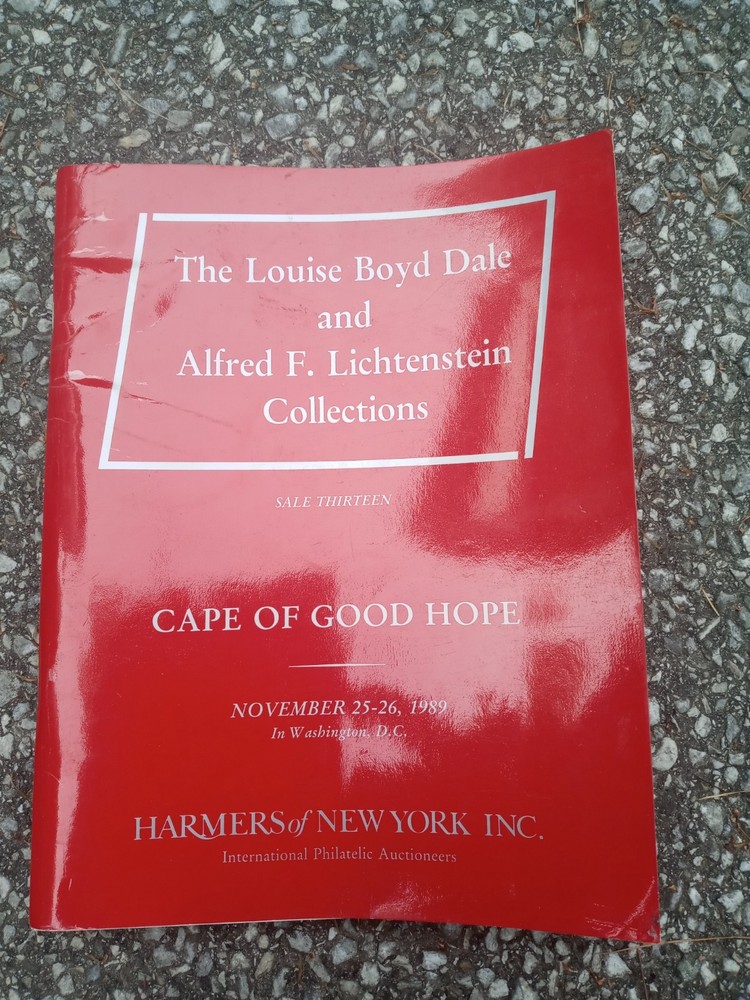 The Louise Boyd Dale
and
Alfred F. Lichtenstein
Collections
SALE THIRTEEN
CAPE OF GOOD HOPE
NOVEMBER 25-26, 1989
In Washington, D.C.
HARMERS of NEW YORK INC.
International Philatelic Auctioneers